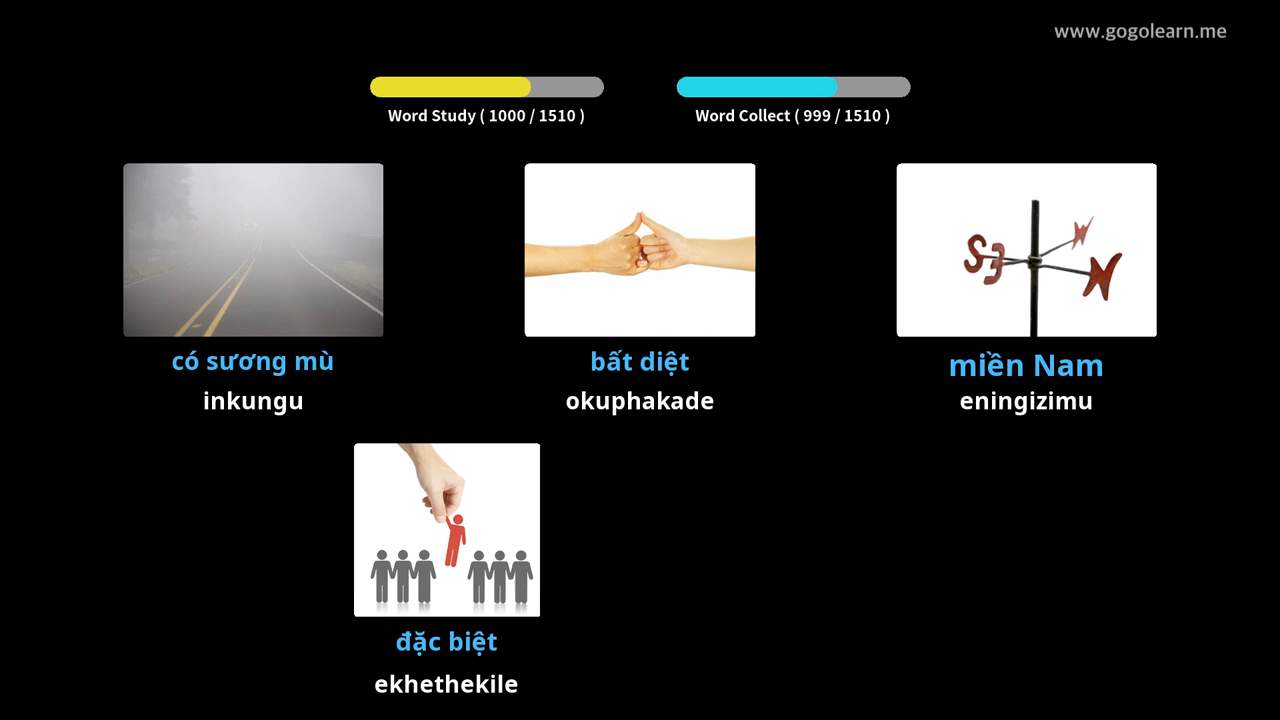 www.gogolearn.me
Word Study ( 1000 / 1510 )
Word Collect ( 999 / 1510 )
S
E
N
có sương mù
inkungu
bất diệt
okuphakade
miền Nam
eningizimu
đặc biệt
ekhethekile